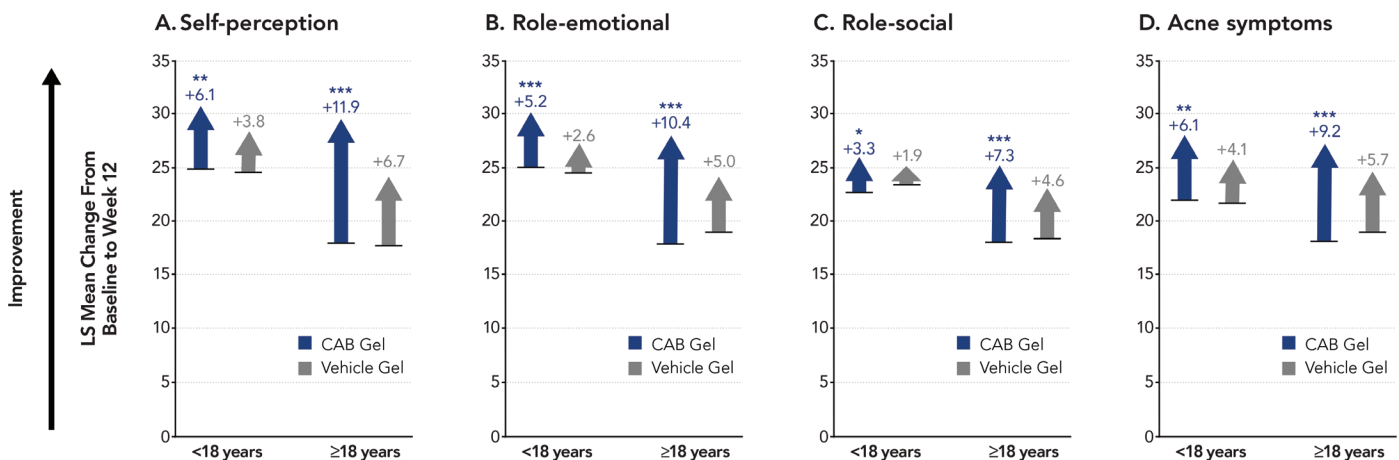 Improvement
LS Mean Change From
Baseline to Week 12
A. Self-perception
35
30
25
20
15
10
5
0
**
+6.1
+3.8
***
+11.9
+6.7
CAB Gel
Vehicle Gel
<18 years
≥18 years
B. Role-emotional
35
30
25
20
15
10
5
0
***
+5.2
+2.6
***
+10.4
+5.0
CAB Gel
Vehicle Gel
<18 years
≥18 years
C. Role-social
35
30
25
20
15
10
5
0
*
+3.3
+1.9
***
+7.3
+4.6
CAB Gel
Vehicle Gel
<18 years
≥18 years
D. Acne symptoms
35
30
25
20
15
10
5
0
**
+6.1
+4.1
***
+9.2
+5.7
CAB Gel
Vehicle Gel
<18 years
≥18 years